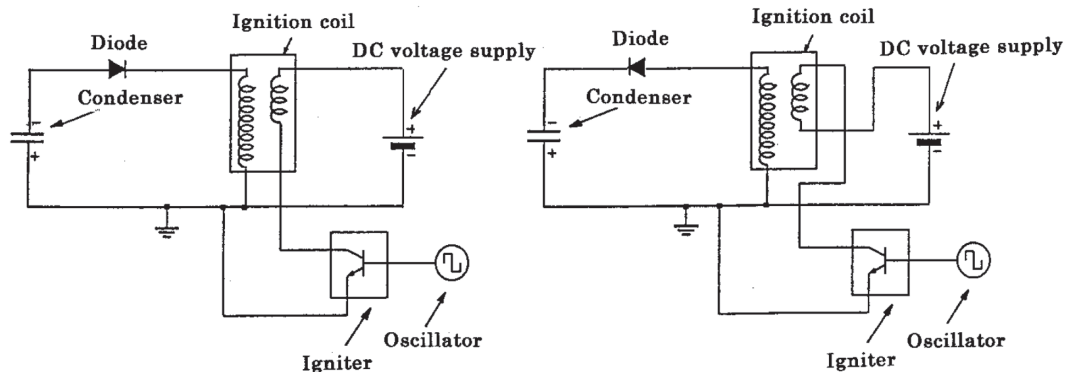 Ignition coil
Diode
DC voltage supply
Condenser
-
+
+
-
Oscillator
Igniter
Ignition coil
Diode
DC voltage supply
Condenser
-
+
+
-
Oscillator
Igniter